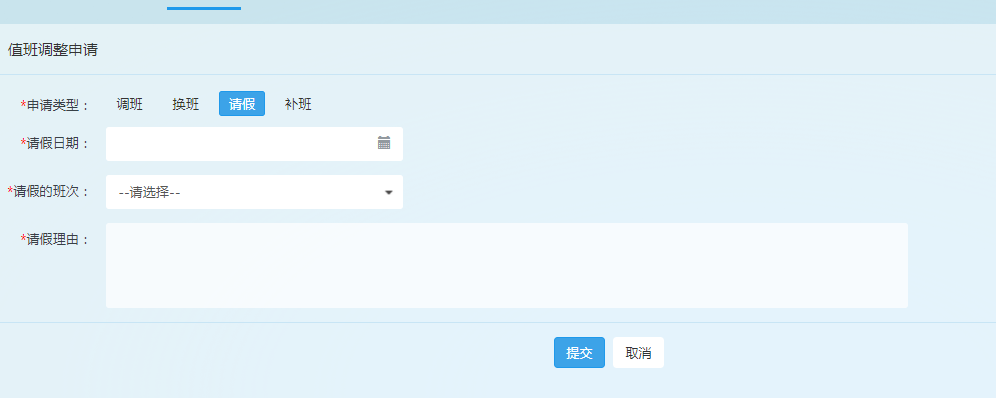 值班调整申请
*申请类型： 调班 换班 请假 补班
*请假日期：
*请假的班次： --请选择--
*请假理由：
提交 取消